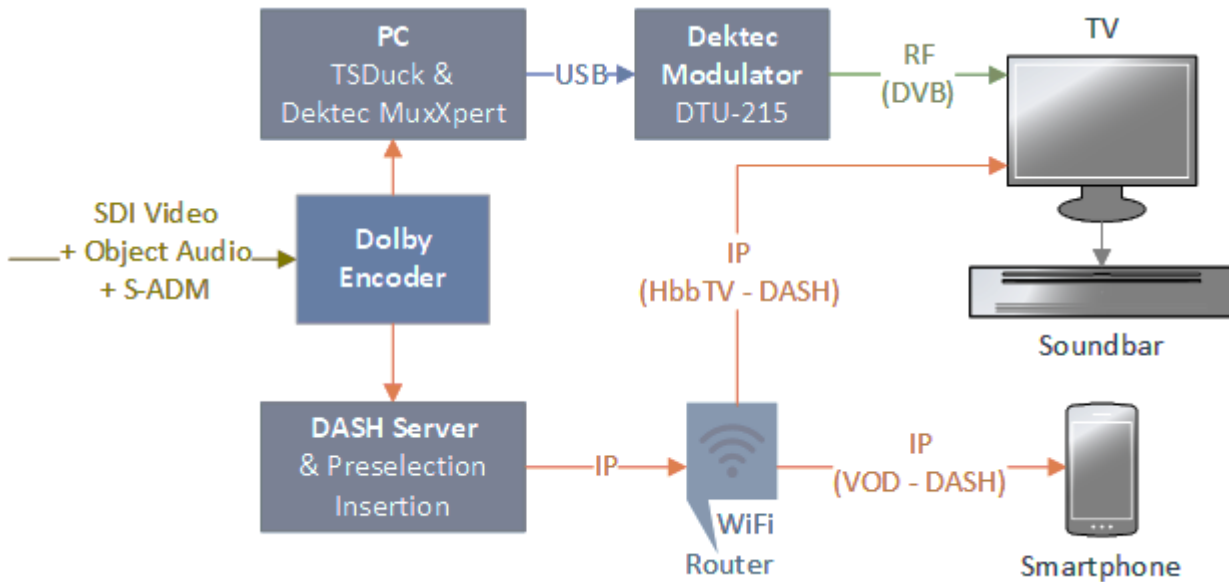 PC
TSDuck &
Dektec MuxXpert
USB
Dektec
Modulator
DTU-215
RF
(DVB)
TV
SDI Video
+ Object Audio
+ S-ADM
Dolby
Encoder
IP
(HbbTV - DASH)
Soundbar
DASH Server
& Preselection
Insertion
IP
WiFi
Router
IP
(VOD - DASH)
Smartphone